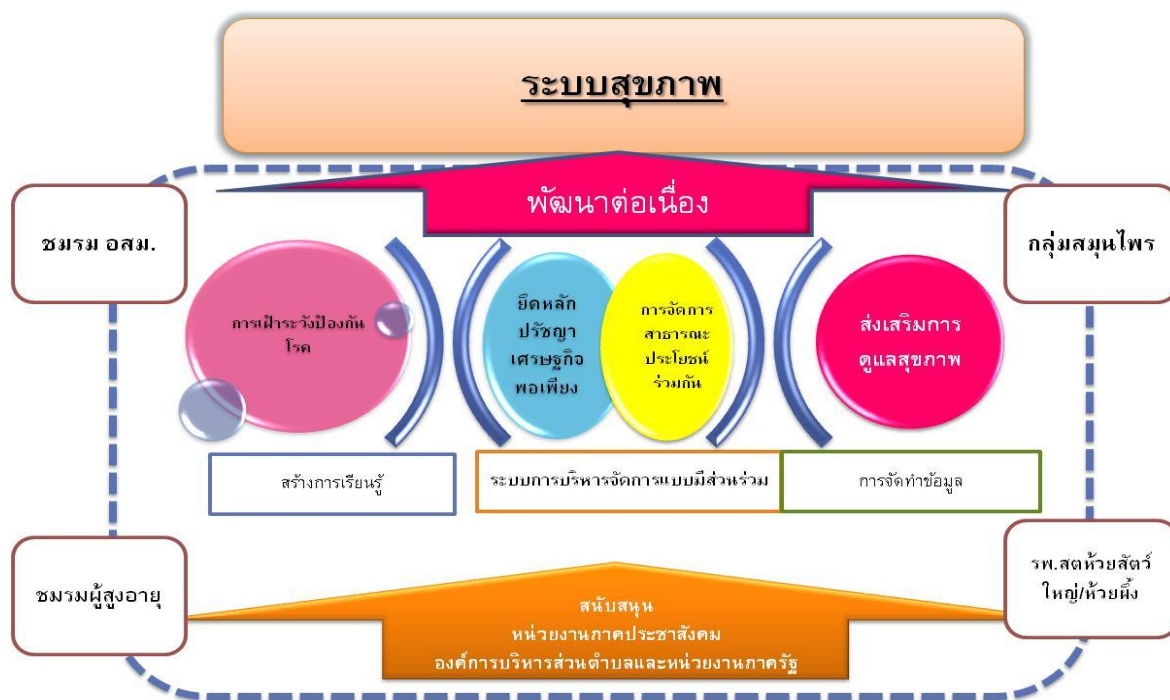 ระบบสุขภาพ
พัฒนาต่อเนื่อง
ชมรม อสม.
กลุ่มสมุนไพร
การเฝ้าระวังป้องกัน
โรค
ยึดหลัก
ปรัชญา
เศรษฐกิจ
พอเพียง
การจัดการ
สาธารณะ
ประโยชน์
ร่วมกัน
ส่งเสริมการ
ดูแลสุขภาพ
สร้างการเรียนรู้
ระบบการบริหารจัดการแบบมีส่วนร่วม
การจัดทำข้อมูล
ชมรมผู้สูงอายุ
รพ.สตห้วยสัตว์
ใหญ่/ห้วยผึ้ง
สนับสนุน
หน่วยงานภาคประชาสังคม
องค์การบริหารส่วนตำบลและหน่วยงานภาครัฐ